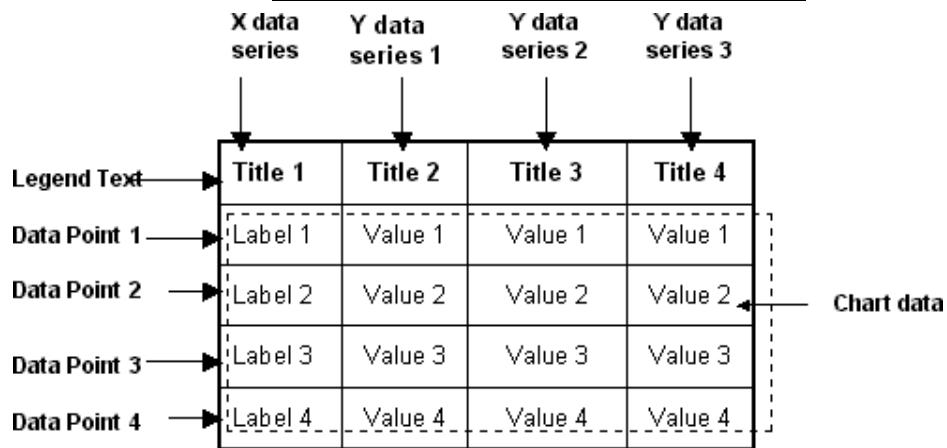 X data series
Y data series 1
Y data series 2
Y data series 3
Legend Text
Title 1 Title 2 Title 3 Title 4
Data Point 1
Label 1 Value 1 Value 1 Value 1
Data Point 2
Label 2 Value 2 Value 2 Value 2
Chart data
Data Point 3
Label 3 Value 3 Value 3 Value 3
Data Point 4
Label 4 Value 4 Value 4 Value 4